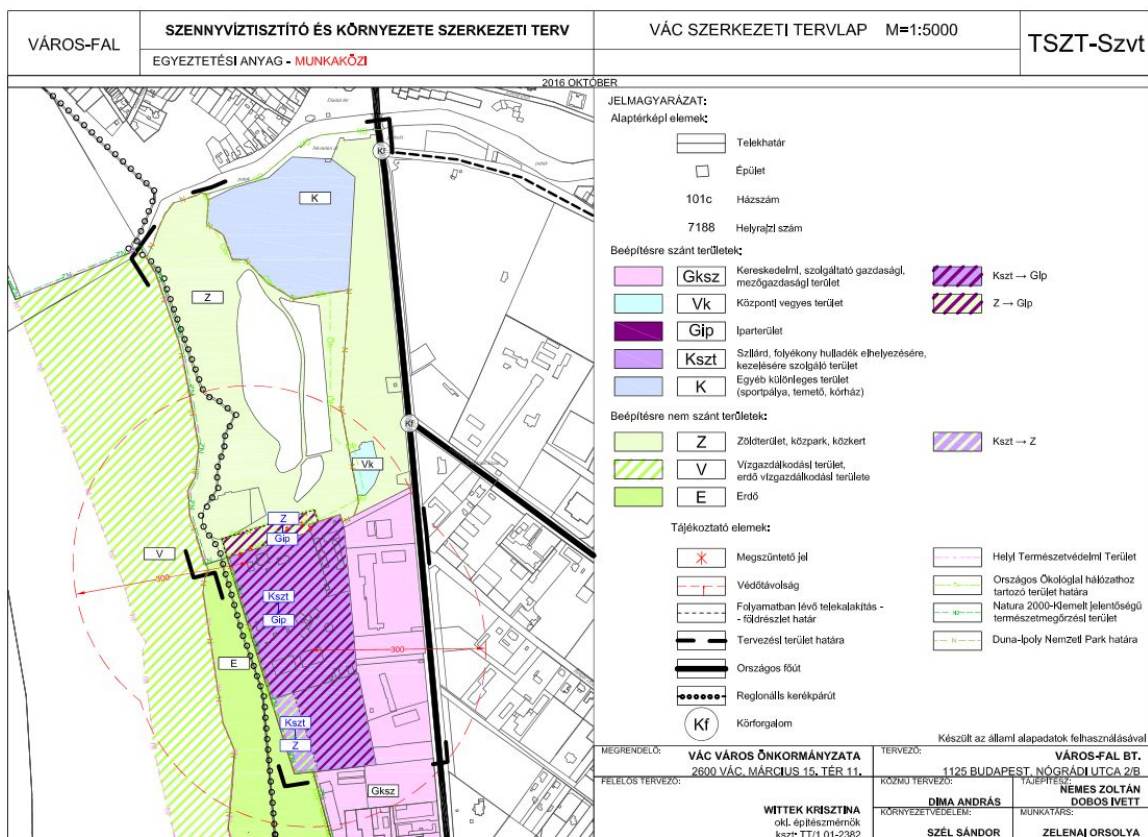 VÁROS-FAL
SZENNYVÍZTISZTÍTÓ ÉS KÖRNYEZETE SZERKEZETI TERV
EGYEZTETÉSI ANYAG - MUNKAKÖZI
VÁC SZERKEZETI TERVLAP M=1:5000
TSZT-Szvt
2016 OKTÓBER
Kf
K
Z
Kf
Vk
Z
Gip
V
300
Kszt
Gip
300
E
Kszt
Z
Gksz
JELMAGYARÁZAT:
Alaptérképi elemek:
Telekhatár
Épület
101c Házszám
7188 Helyrajzi szám
Beépítésre szánt területek:
Gksz Kereskedelmi, szolgáltató gazdasági,
mezőgazdasági terület
Kszt → GIp
Vk Központi vegyes terület
Z → GIp
Gip Iparterület
Kszt Szilárd, folyékony hulladék elhelyezésére,
kezelésére szolgáló terület
K Egyéb különleges terület
(sportpálya, temető, kórház)
Beépítésre nem szánt területek:
Z Zöldterület, közpark, közkert
Kszt → Z
V Vízgazdálkodási terület,
erdő vízgazdálkodási területe
E Erdő
Tájékoztató elemek:
Megszüntető jel
Védőtávolság
Folyamatban lévő telekalakítás -
- földrészlet határ
Tervezési terület határa
Országos főút
Regionális kerékpárút
Kf Körforgalom
Helyi Természetvédelmi Terület
Országos Ökológiai hálózathoz
tartozó terület határa
Natura 2000-Kiemelt jelentőségű
természetmegőrzési terület
Duna-Ipoly Nemzeti Park határa
Készült az állami alapadatok felhasználásával
MEGRENDELŐ:
VÁC VÁROS ÖNKORMÁNYZATA
2600 VÁC, MÁRCIUS 15. TÉR 11.
TERVEZŐ:
VÁROS-FAL BT.
1125 BUDAPEST, NÓGRÁDI UTCA 2/B
FELELŐS TERVEZŐ:
WITTEK KRISZTINA
okl. építészmérnök
kszt: TT/1 01-2382
KÖZMŰ TERVEZŐ:
DIMA ANDRÁS
TÁJÉPÍTÉSZ:
NEMES ZOLTÁN
DOBOS IVETT
KÖRNYEZETVÉDELEM:
SZÉL SÁNDOR
MUNKATÁRS:
ZELENAI ORSOLYA